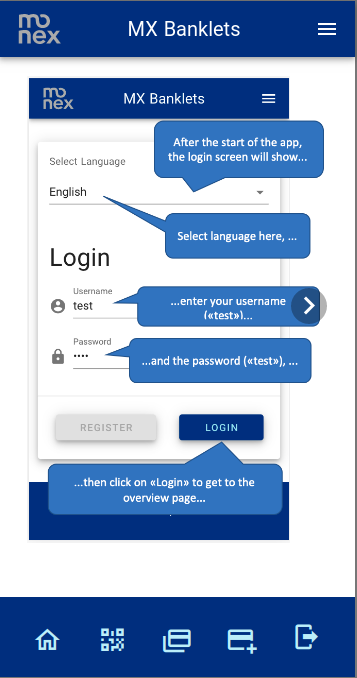 mo
nex
MX Banklets
mo
nex
MX Banklets
After the start of the app,
the login screen will show...
Select Language
English
Select language here, ...
Login
Username
test
...enter your username
(«test»)...
Password
...and the password («test»), ...
REGISTER
LOGIN
...then click on «Login» to get to the
overview page...